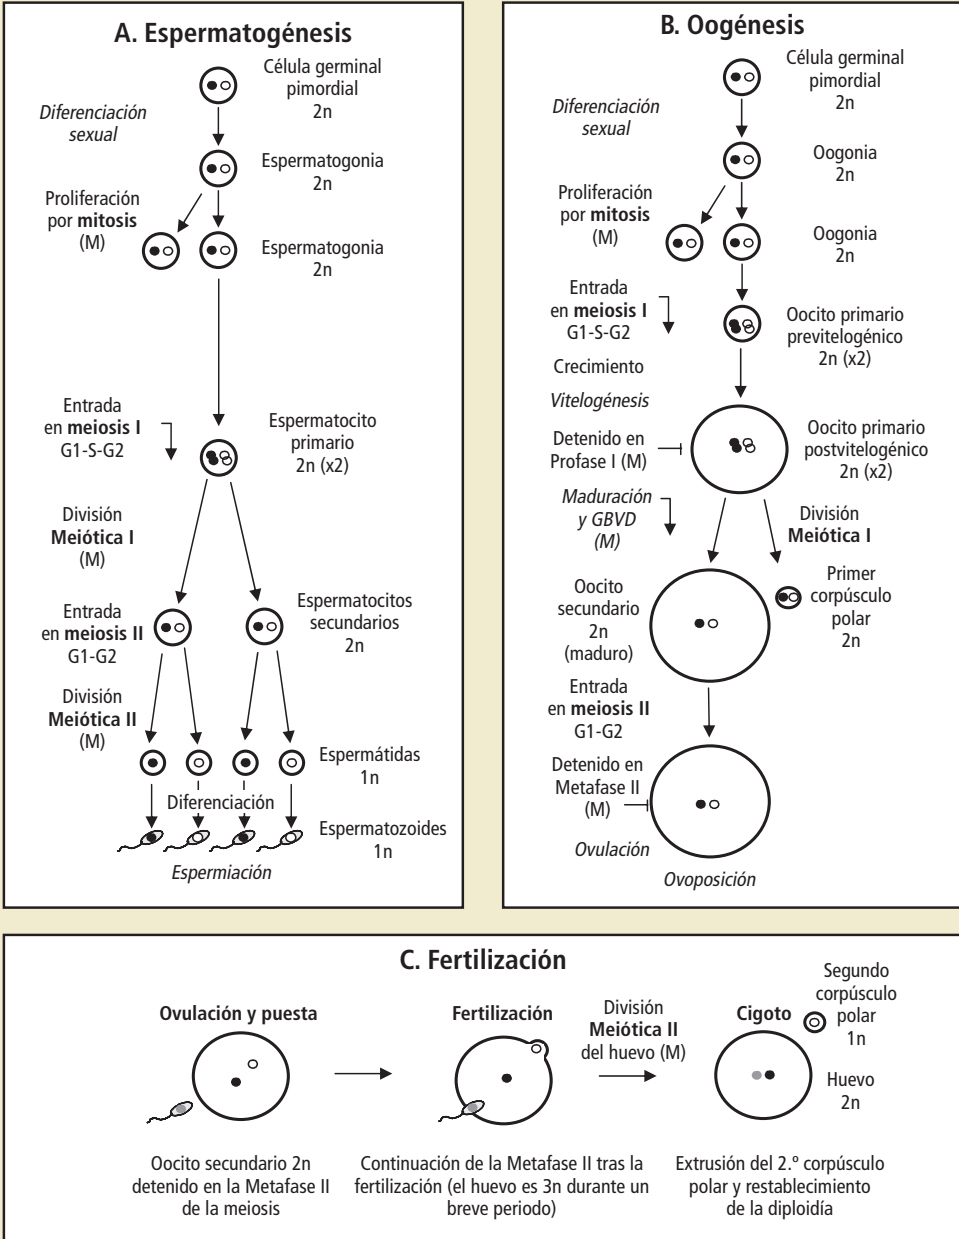 A. Espermatogénesis
Célula germinal
pimordial
2n
Diferenciación
sexual
Espermatogonia
2n
Proliferación
por mitosis
(M)
Espermatogonia
2n
Entrada
en meiosis I
G1-S-G2
Espermatocito
primario
2n (x2)
División
Meiótica I
(M)
Entrada
en meiosis II
G1-G2
Espermatocitos
secundarios
2n
División
Meiótica II
(M)
Espermátidas
1n
Diferenciación
Espermatozoides
1n
Espermiación
B. Oogénesis
Célula germinal
pimordial
2n
Diferenciación
sexual
Oogonia
2n
Proliferación
por mitosis
(M)
Oogonia
2n
Entrada
en meiosis I
G1-S-G2
Oocito primario
previtelogénico
2n (x2)
Crecimiento
Vitelogénesis
Detenido en
Profase I (M)
Oocito primario
postvitelogénico
2n (x2)
Maduración
y GBVD
(M)
División
Meiótica I
Oocito
secundario
2n
(maduro)
Primer
corpúsculo
polar
2n
Entrada
en meiosis II
G1-G2
Detenido en
Metafase II
(M)
Ovulación
Ovoposición
C. Fertilización
Ovulación y puesta
Fertilización
División
Meiótica II
del huevo (M)
Cigoto
Segundo
corpúsculo
polar
1n
Huevo
2n
Oocito secundario 2n
detenido en la Metafase II
de la meiosis
Continuación de la Metafase II tras la
fertilización (el huevo es 3n durante un
breve periodo)
Extrusión del 2.º corpúsculo
polar y restablecimiento
de la diploidía